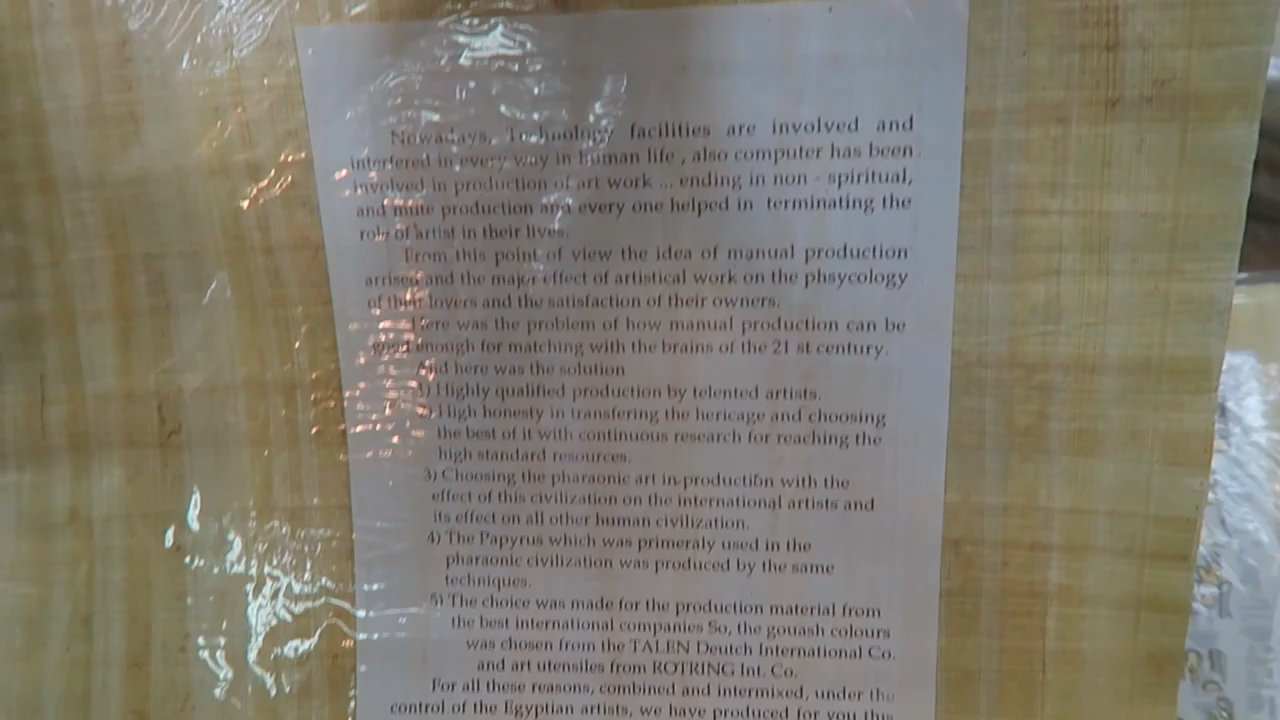 Nowadays, Technology facilities are involved and
interfered in every way in human life , also computer has been
involved in production of art work ... ending in non - spiritual,
and mute production and every one helped in terminating the
role of artist in their lives.
From this point of view the idea of manual production
arrised and the major effect of artistical work on the phsycology
of their lovers and the satisfaction of their owners.
Here was the problem of how manual production can be
good enough for matching with the brains of the 21 st century.
And here was the solution
1) Highly qualified production by telented artists.
2) High honesty in transfering the hericage and choosing
the best of it with continuous research for reaching the
high standard resources.
3) Choosing the pharaonic art in production with the
effect of this civilization on the international artists and
its effect on all other human civilization.
4) The Papyrus which was primeraly used in the
pharaonic civilization was produced by the same
techniques.
5) The choice was made for the production material from
the best international companies So, the gouash colours
was chosen from the TALEN Deutch International Co.
and art utensiles from ROTRING Int. Co.
For all these reasons, combined and intermixed, under the
control of the Egyptian artists, we have produced for you this